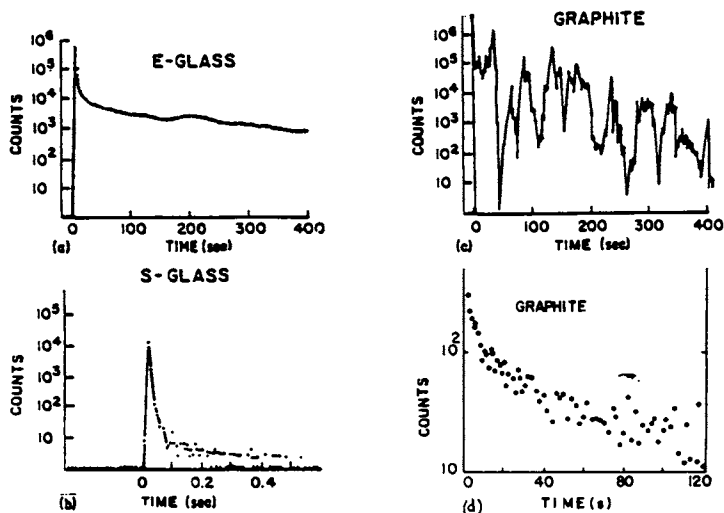 E-GLASS
COUNTS
10⁶
10⁵
10⁴
10³
10²
10
0 100 200 300 400
(a) TIME (sec)
GRAPHITE
COUNTS
10⁶
10⁵
10⁴
10³
10²
10
0 100 200 300 400
(c) TIME (sec)
S-GLASS
COUNTS
10⁵
10⁴
10³
10²
10
0 0.2 0.4
(b) TIME (sec)
GRAPHITE
COUNTS
10²
10
0 40 80 120
(d) TIME (s)